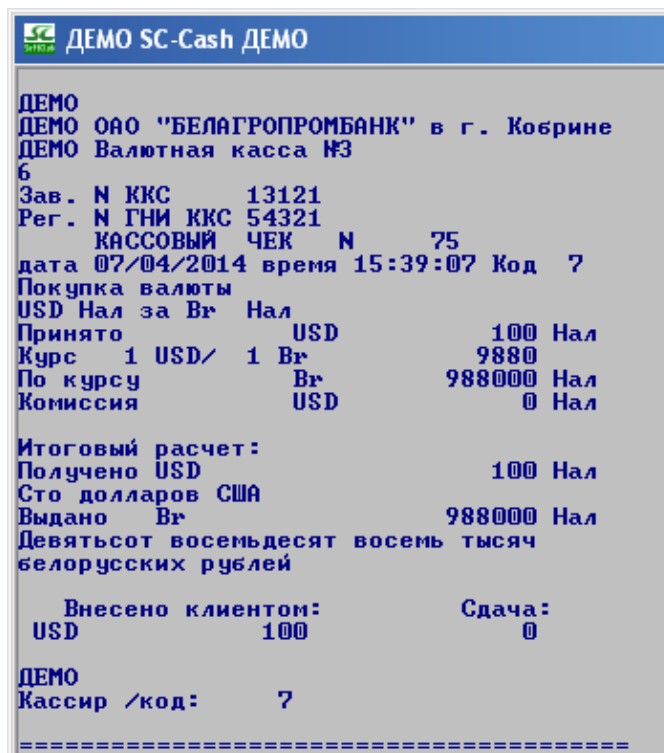 SC SoftClub ДЕМО SC-Cash ДЕМО
ДЕМО
ДЕМО ОАО "БЕЛАГРОПРОМБАНК" в г. Кобрине
ДЕМО Валютная касса №3
6
Зав. N ККС 13121
Рег. N ГНИ ККС 54321
КАССОВЫЙ ЧЕК N 75
дата 07/04/2014 время 15:39:07 Код 7
Покупка валюты
USD Нал за Br Нал
Принято USD 100 Нал
Курс 1 USD/ 1 Br 9880
По курсу Br 988000 Нал
Комиссия USD 0 Нал
Итоговый расчет:
Получено USD 100 Нал
Сто долларов США
Выдано Br 988000 Нал
Девятьсот восемьдесят восемь тысяч
белорусских рублей
Внесено клиентом: Сдача:
USD 100 0
ДЕМО
Кассир /код: 7
========================================